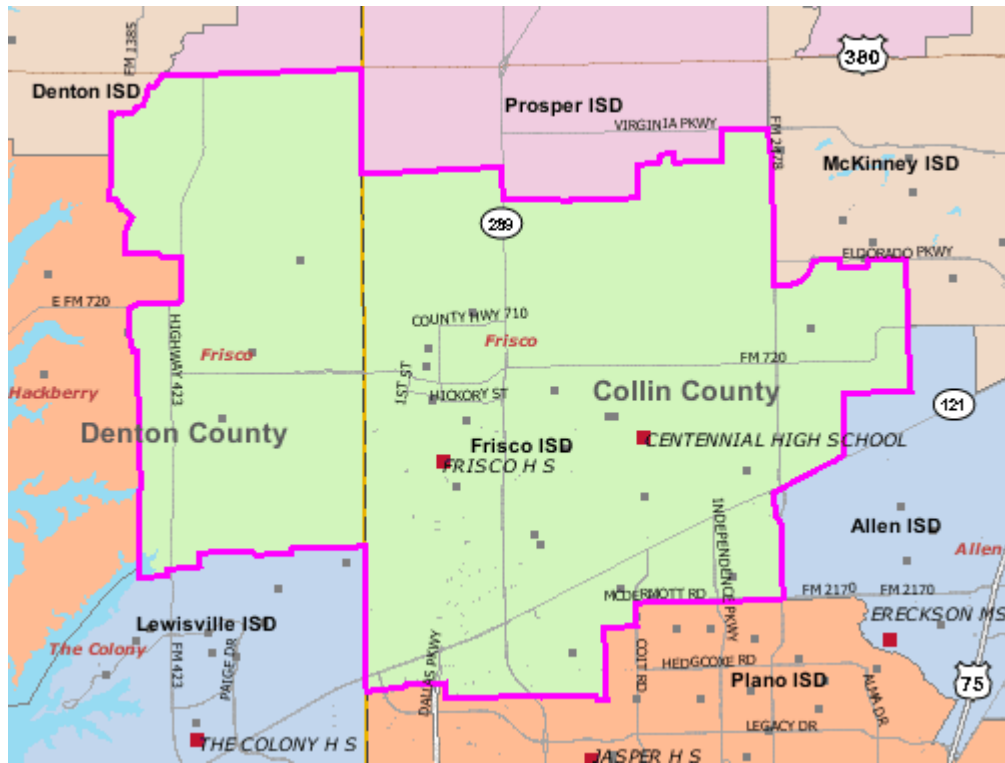 FM 1385
380
Denton ISD
Prosper ISD
VIRGINIA PKWY
FM 2478
McKinney ISD
289
ELDORADO PKWY
E FM 720
COUNTY HWY 710
HIGHWAY 423
Frisco
Frisco
FM 720
1ST ST
Hackberry
HICKORY ST
Collin County
121
Denton County
Frisco ISD
CENTENNIAL HIGH SCHOOL
FRISCO H S
INDEPENDENCE PKWY
Allen ISD
Allen
MCDERMOTT RD
FM 2170
FM 2170
Lewisville ISD
ERECKSON MS
The Colony
FM 423
PAIGE DR
DALLAS PKWY
COIT RD
HEDGCOXE RD
Plano ISD
ALMA DR
75
LEGACY DR
THE COLONY H S
JASPER H S